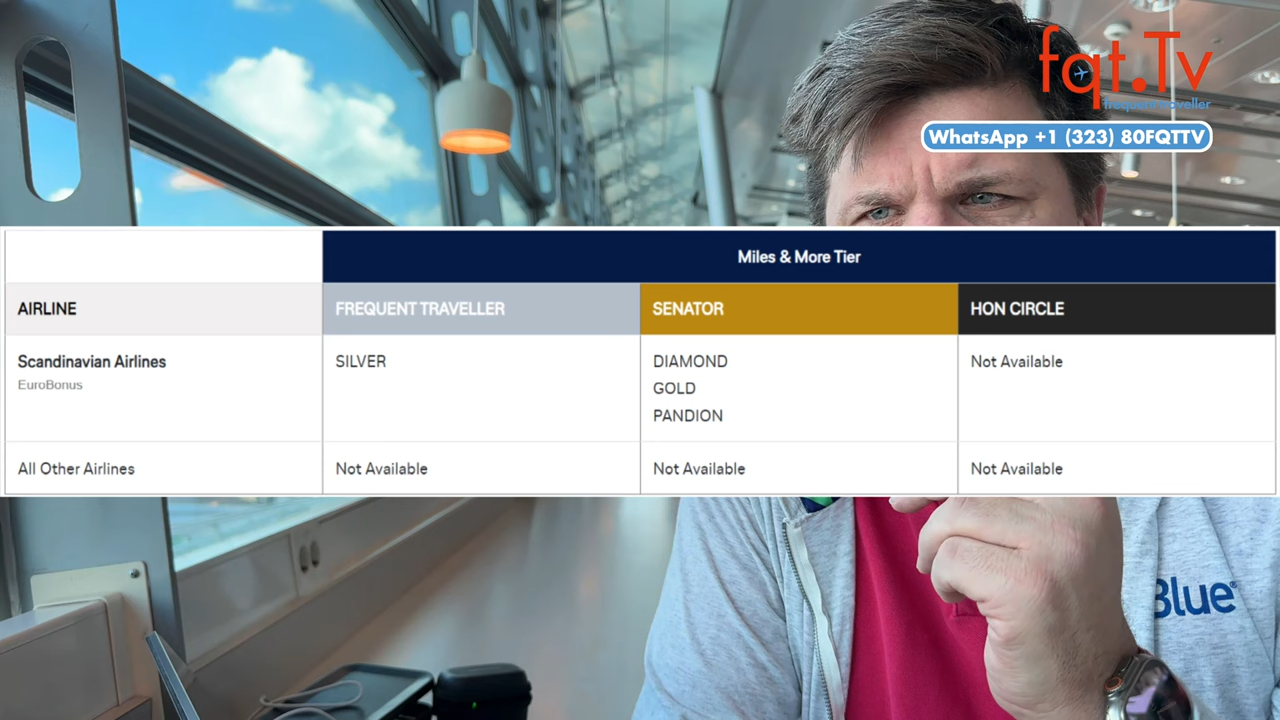 fqt.Tv
frequent traveller
WhatsApp +1 (323) 80FQTTV
Miles & More Tier
AIRLINE FREQUENT TRAVELLER SENATOR HON CIRCLE
Scandinavian Airlines SILVER DIAMOND Not Available
EuroBonus GOLD
PANDION
All Other Airlines Not Available Not Available Not Available
Blue